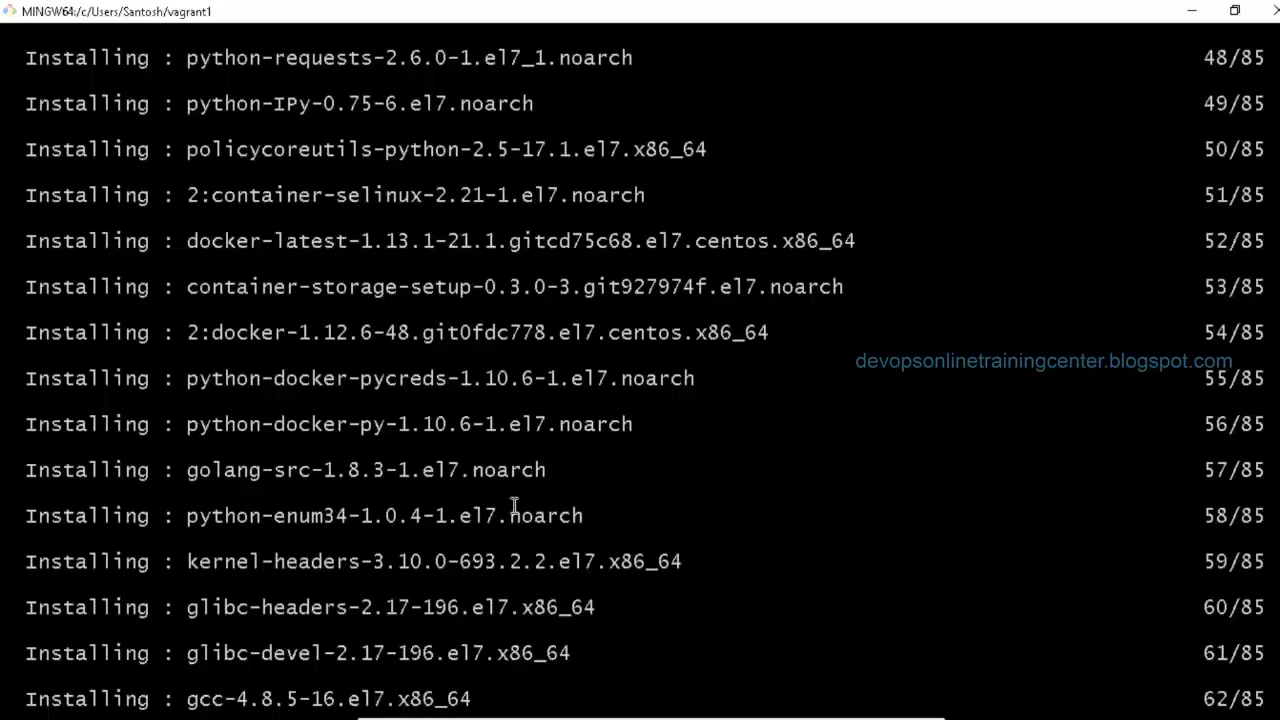 MINGW64:/c/Users/Santosh/vagrant1
Installing : python-requests-2.6.0-1.el7_1.noarch 48/85
Installing : python-IPy-0.75-6.el7.noarch 49/85
Installing : policycoreutils-python-2.5-17.1.el7.x86_64 50/85
Installing : 2:container-selinux-2.21-1.el7.noarch 51/85
Installing : docker-latest-1.13.1-21.1.gitcd75c68.el7.centos.x86_64 52/85
Installing : container-storage-setup-0.3.0-3.git927974f.el7.noarch 53/85
Installing : 2:docker-1.12.6-48.git0fdc778.el7.centos.x86_64 54/85
devopsonlinetrainingcenter.blogspot.com
Installing : python-docker-pycreds-1.10.6-1.el7.noarch 55/85
Installing : python-docker-py-1.10.6-1.el7.noarch 56/85
Installing : golang-src-1.8.3-1.el7.noarch 57/85
Installing : python-enum34-1.0.4-1.el7.noarch 58/85
Installing : kernel-headers-3.10.0-693.2.2.el7.x86_64 59/85
Installing : glibc-headers-2.17-196.el7.x86_64 60/85
Installing : glibc-devel-2.17-196.el7.x86_64 61/85
Installing : gcc-4.8.5-16.el7.x86_64 62/85